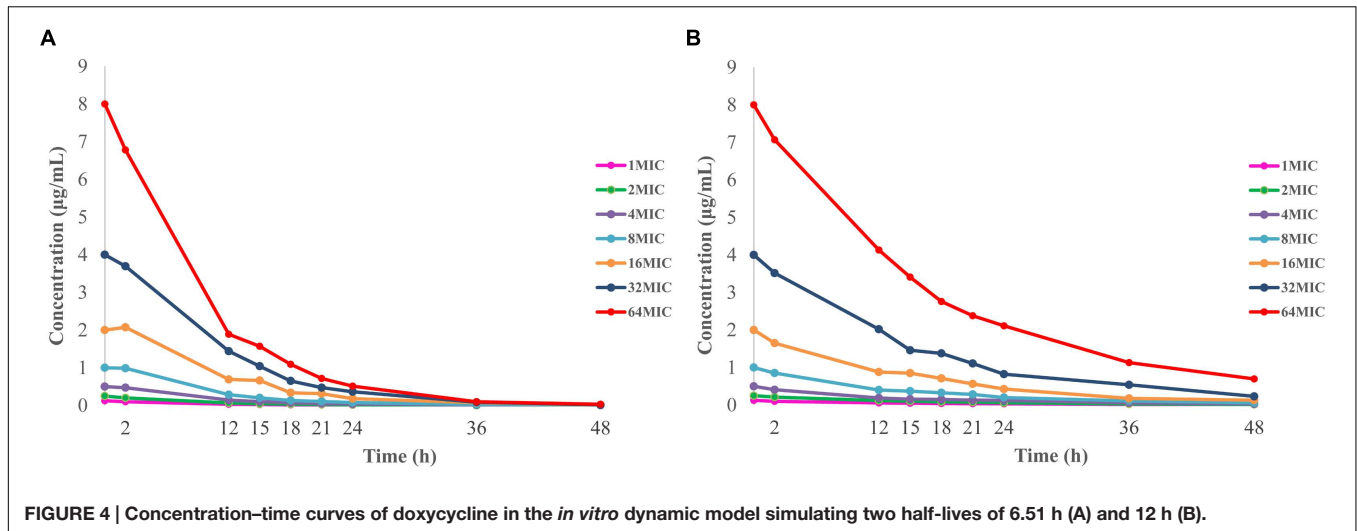 A
B
9
8
7
6
5
4
3
2
1
0
Concentration (µg/mL)
2 12 15 18 21 24 36 48
Time (h)
1MIC
2MIC
4MIC
8MIC
16MIC
32MIC
64MIC
9
8
7
6
5
4
3
2
1
0
Concentration (µg/mL)
2 12 15 18 21 24 36 48
Time (h)
1MIC
2MIC
4MIC
8MIC
16MIC
32MIC
64MIC
FIGURE 4 | Concentration–time curves of doxycycline in the in vitro dynamic model simulating two half-lives of 6.51 h (A) and 12 h (B).